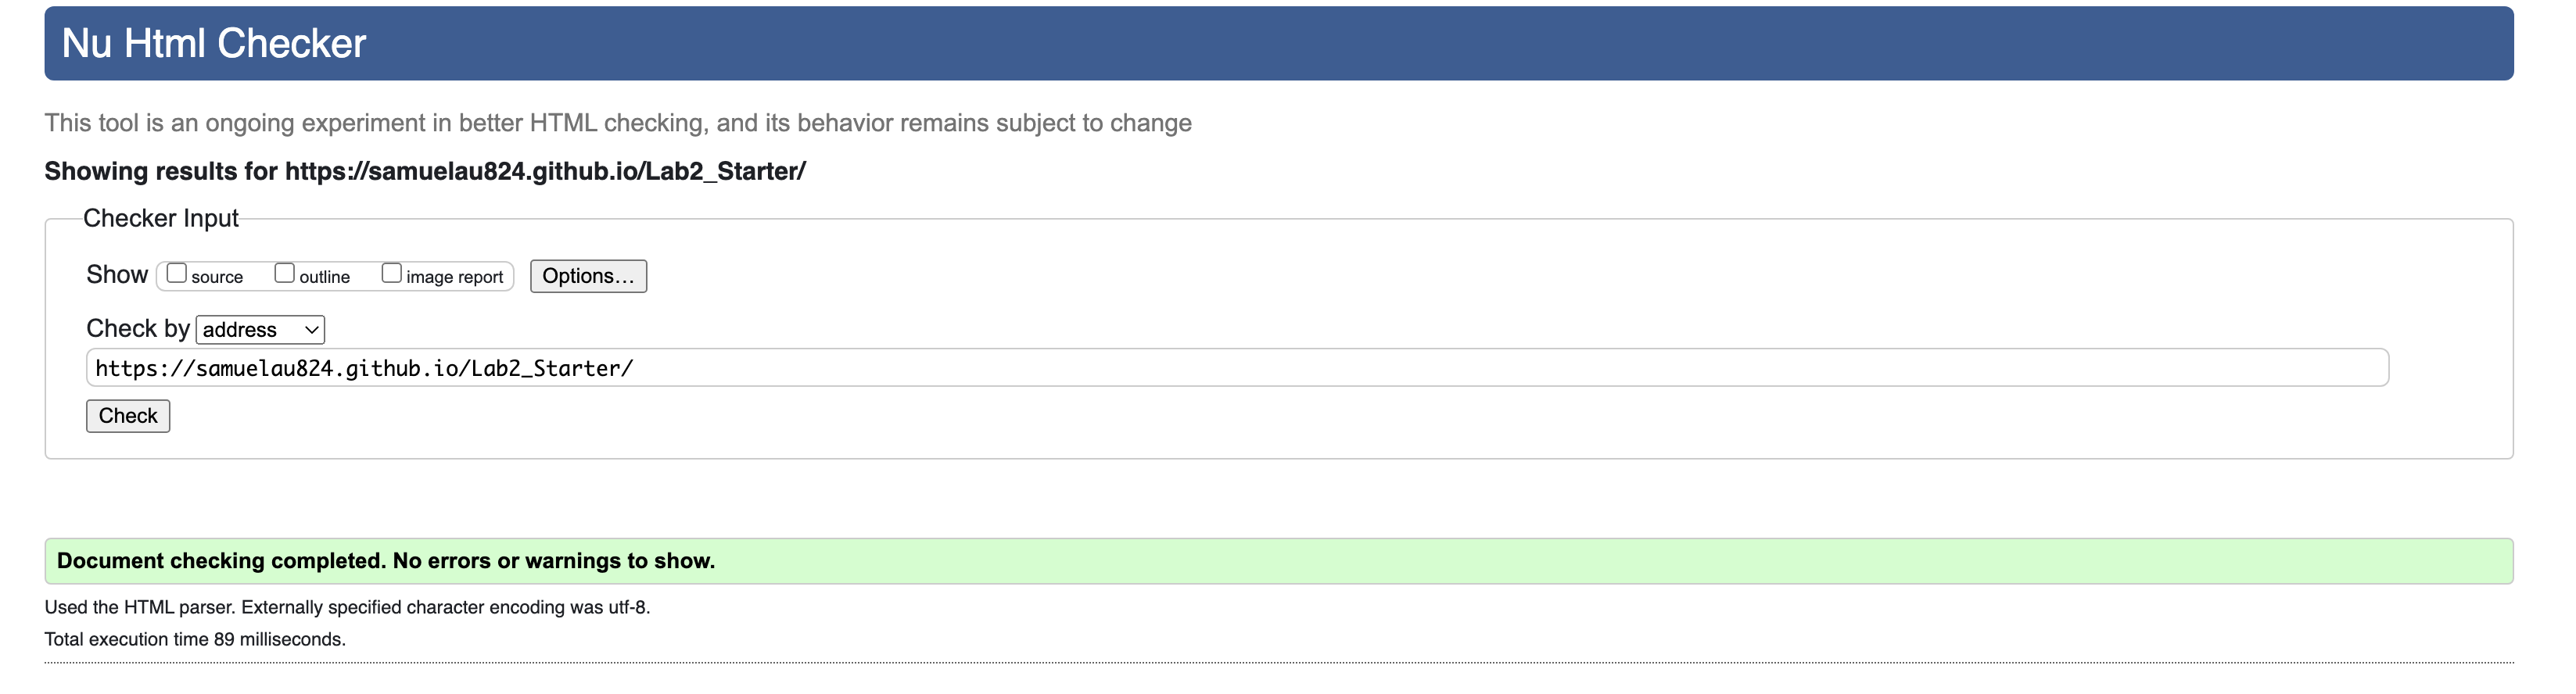 Nu Html Checker
This tool is an ongoing experiment in better HTML checking, and its behavior remains subject to change
Showing results for https://samuelau824.github.io/Lab2_Starter/
Checker Input
Show source outline image report Options...
Check by address
https://samuelau824.github.io/Lab2_Starter/
Check
Document checking completed. No errors or warnings to show.
Used the HTML parser. Externally specified character encoding was utf-8.
Total execution time 89 milliseconds.